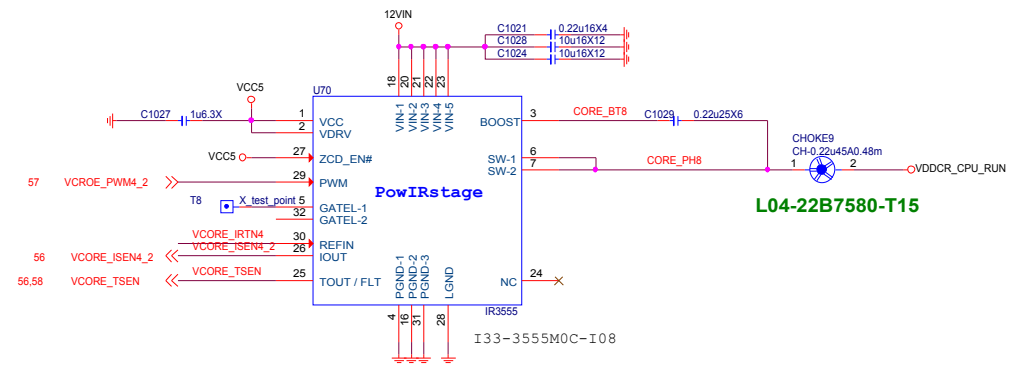 12VIN
C1021 0.22u16X4
C1028 10u16X12
C1024 10u16X12
18 20 21 22 23
U70
VIN-1 VIN-2 VIN-3 VIN-4 VIN-5
VCC5
C1027 1u6.3X
1 VCC
2 VDRV
BOOST 3 CORE_BT8 C1029 0.22u25X6
CHOKE9
CH-0.22u45A0.48m
VCC5 27 ZCD_EN#
SW-1 6
SW-2 7 CORE_PH8 1 2 VDDCR_CPU_RUN
57 VCROE_PWM4_2 29 PWM
PowIRstage
T8 X_test_point 5 GATEL-1
32 GATEL-2
L04-22B7580-T15
VCORE_IRTN4 30 REFIN
56 VCORE_ISEN4_2 VCORE_ISEN4_2 26 IOUT
56,58 VCORE_TSEN VCORE_TSEN 25 TOUT / FLT
NC 24
PGND-1 PGND-2 PGND-3 LGND
IR3555
4 16 31 28
I33-3555M0C-I08